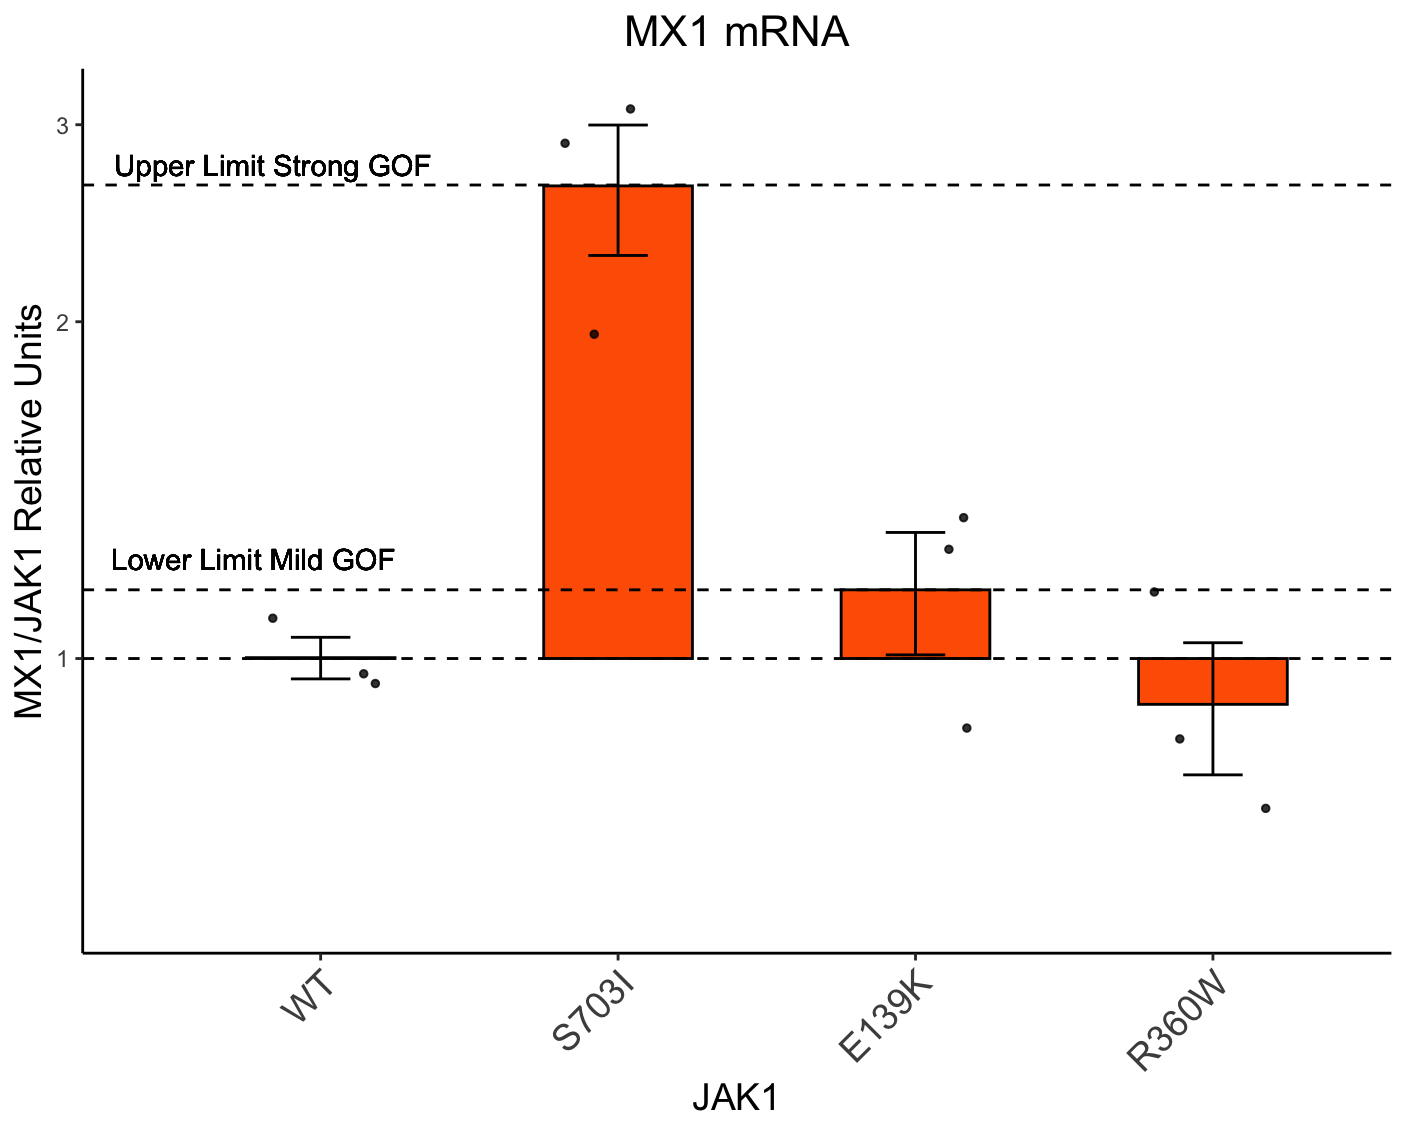 MX1 mRNA
MX1/JAK1 Relative Units
3
Upper Limit Strong GOF
2
Lower Limit Mild GOF
1
WT
S703I
E139K
R360W
JAK1